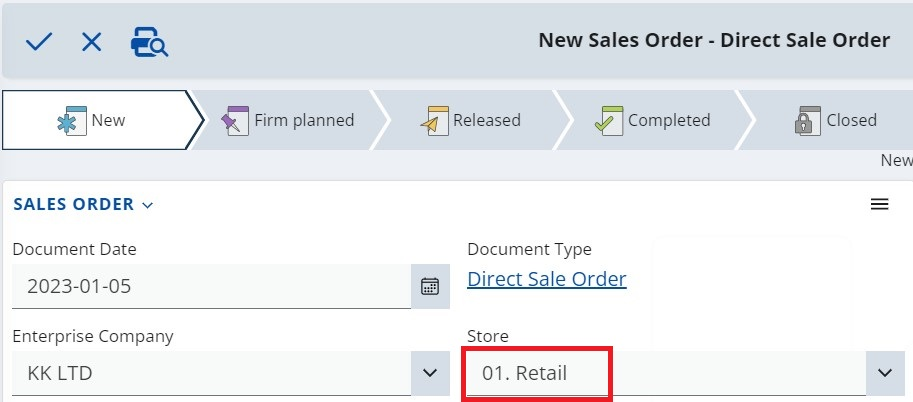 New Sales Order - Direct Sale Order
New Firm planned Released Completed Closed
New
SALES ORDER
Document Date Document Type
2023-01-05 Direct Sale Order
Enterprise Company Store
KK LTD 01. Retail